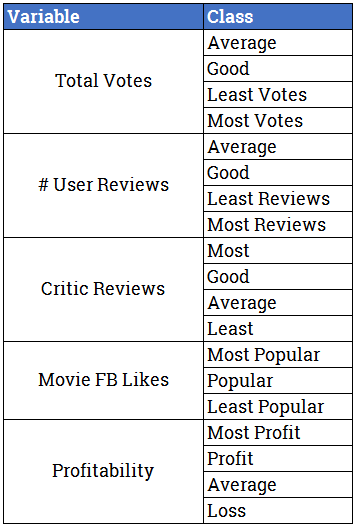 Variable Class
Total Votes
Average
Good
Least Votes
Most Votes
# User Reviews
Average
Good
Least Reviews
Most Reviews
Critic Reviews
Most
Good
Average
Least
Movie FB Likes
Most Popular
Popular
Least Popular
Profitability
Most Profit
Profit
Average
Loss